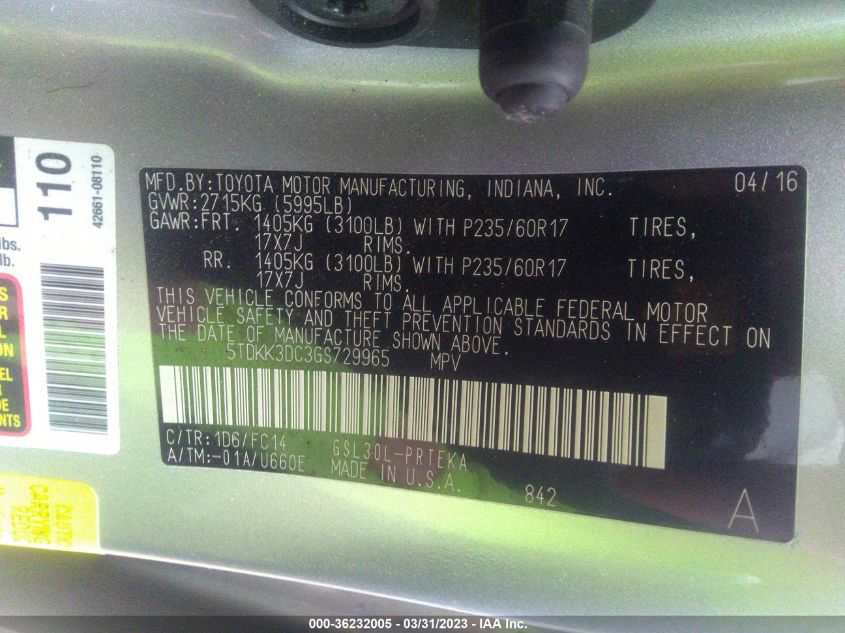 MFD.BY:TOYOTA MOTOR MANUFACTURING, INDIANA, INC. 04/16
GVWR:2715KG (5995LB)
GAWR:FRT. 1405KG (3100LB) WITH P235/60R17 TIRES,
17X7J RIMS.
RR. 1405KG (3100LB) WITH P235/60R17 TIRES,
17X7J RIMS.
THIS VEHICLE CONFORMS TO ALL APPLICABLE FEDERAL MOTOR
VEHICLE SAFETY AND THEFT PREVENTION STANDARDS IN EFFECT ON
THE DATE OF MANUFACTURE SHOWN ABOVE.
5TDKK3DC3GS729965 MPV
C/TR:1D6/FC14 GSL30L-PRTEKA
A/TM:-01A/U660E MADE IN U.S.A. 842
A
110
42661-08110
lbs.
lb.
CAUTION
CARRYING
000-36232005 - 03/31/2023 - IAA Inc.